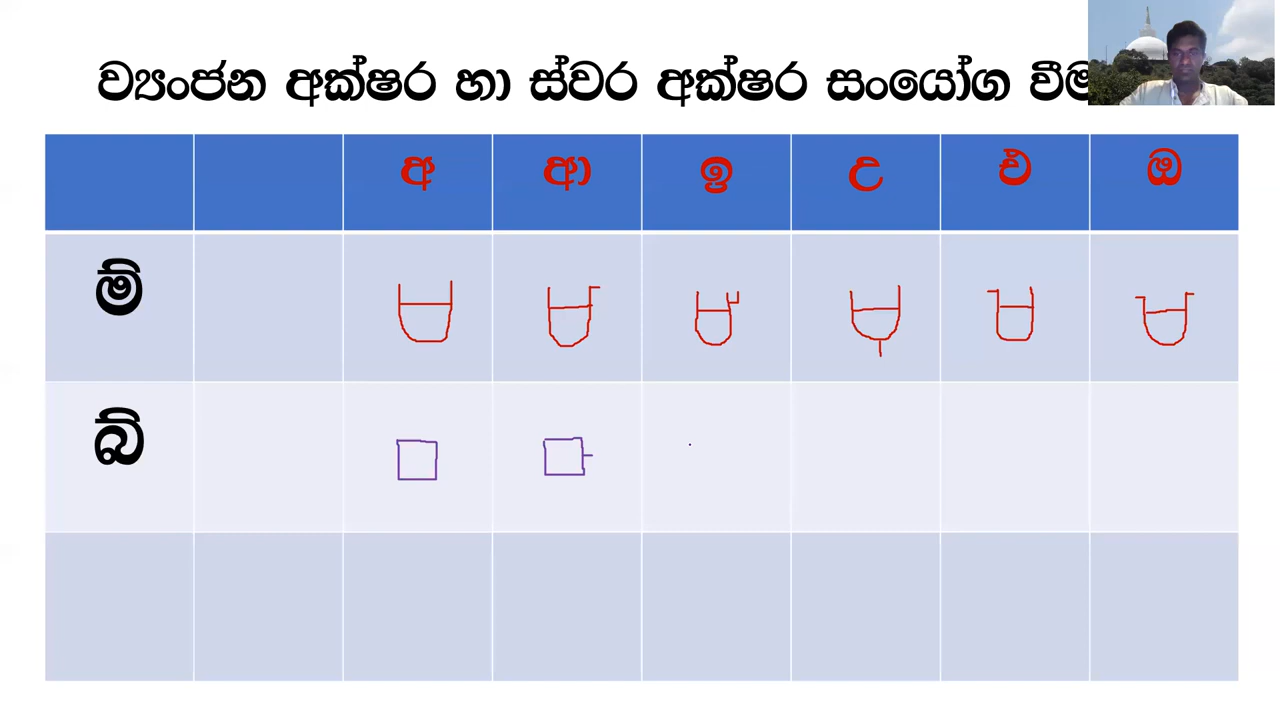 ව්‍යංජන අක්ෂර හා ස්වර අක්ෂර සංයෝග වීම
අ ආ ඉ උ එ ඔ
ම් 𑀫 𑀫𑀸 𑀫𑀺 𑀫𑀼 𑀫𑁂 𑀫𑁄
බ් 𑀩 𑀩𑀸